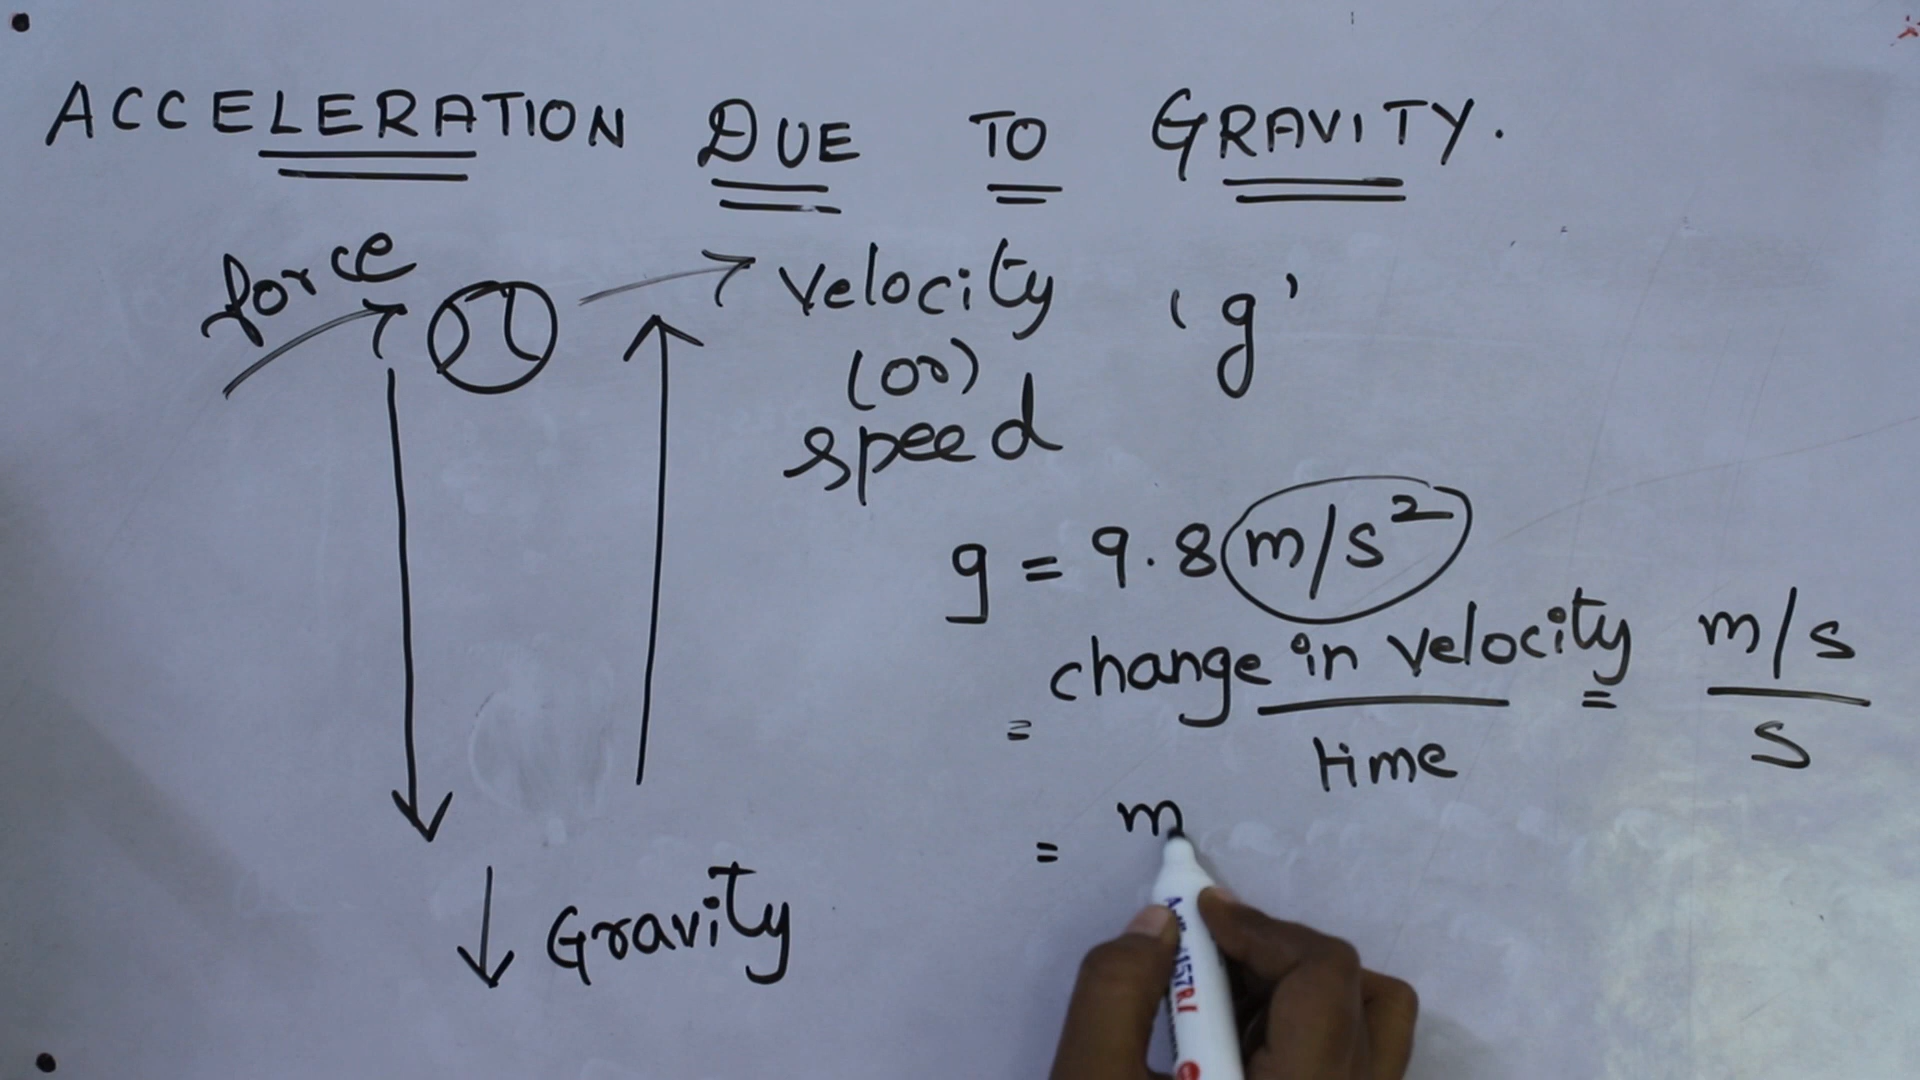 ACCELERATION DUE TO GRAVITY.
force
velocity
(or)
speed
'g'
g = 9.8 m/s²
= change in velocity = m/s
time s
= m
↓ Gravity